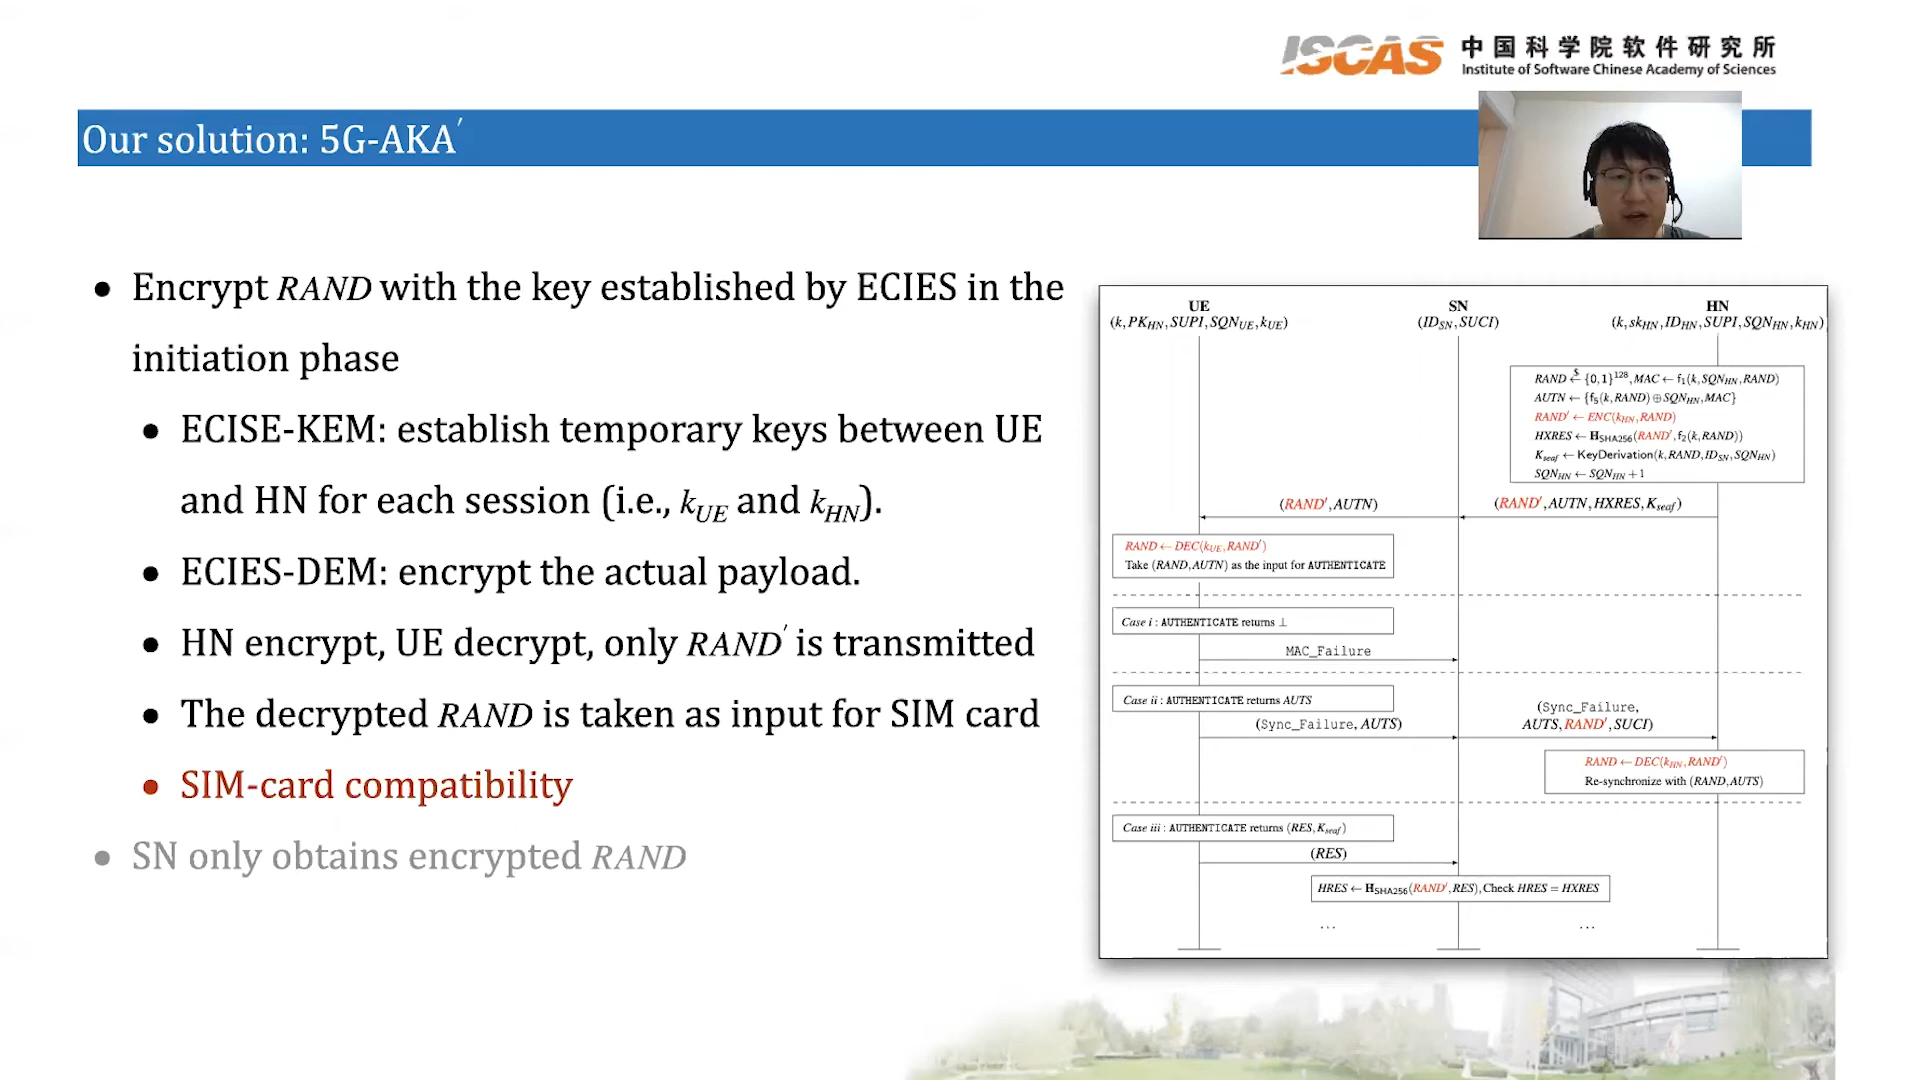 ISCAS 中国科学院软件研究所
Institute of Software Chinese Academy of Sciences
Our solution: 5G-AKA′
● Encrypt RAND with the key established by ECIES in the
initiation phase
● ECISE-KEM: establish temporary keys between UE
and HN for each session (i.e., k_UE and k_HN).
● ECIES-DEM: encrypt the actual payload.
● HN encrypt, UE decrypt, only RAND′ is transmitted
● The decrypted RAND is taken as input for SIM card
● SIM-card compatibility
● SN only obtains encrypted RAND
UE SN HN
(k, PK_HN, SUPI, SQN_UE, k_UE) (ID_SN, SUCI) (k, sk_HN, ID_HN, SUPI, SQN_HN, k_HN)
RAND ←$ {0,1}^128, MAC ← f1(k, SQN_HN, RAND)
AUTN ← {f5(k, RAND) ⊕ SQN_HN, MAC}
RAND′ ← ENC(k_HN, RAND)
HXRES ← H_SHA256(RAND′, f2(k, RAND))
K_seaf ← KeyDerivation(k, RAND, ID_SN, SQN_HN)
SQN_HN ← SQN_HN + 1
(RAND′, AUTN) (RAND′, AUTN, HXRES, K_seaf)
RAND ← DEC(k_UE, RAND′)
Take (RAND, AUTN) as the input for AUTHENTICATE
Case i : AUTHENTICATE returns ⊥
MAC_Failure
Case ii : AUTHENTICATE returns AUTS
(Sync_Failure, AUTS) (Sync_Failure,
AUTS, RAND′, SUCI)
RAND ← DEC(k_HN, RAND′)
Re-synchronize with (RAND, AUTS)
Case iii : AUTHENTICATE returns (RES, K_seaf)
(RES)
HRES ← H_SHA256(RAND′, RES), Check HRES = HXRES
... ...